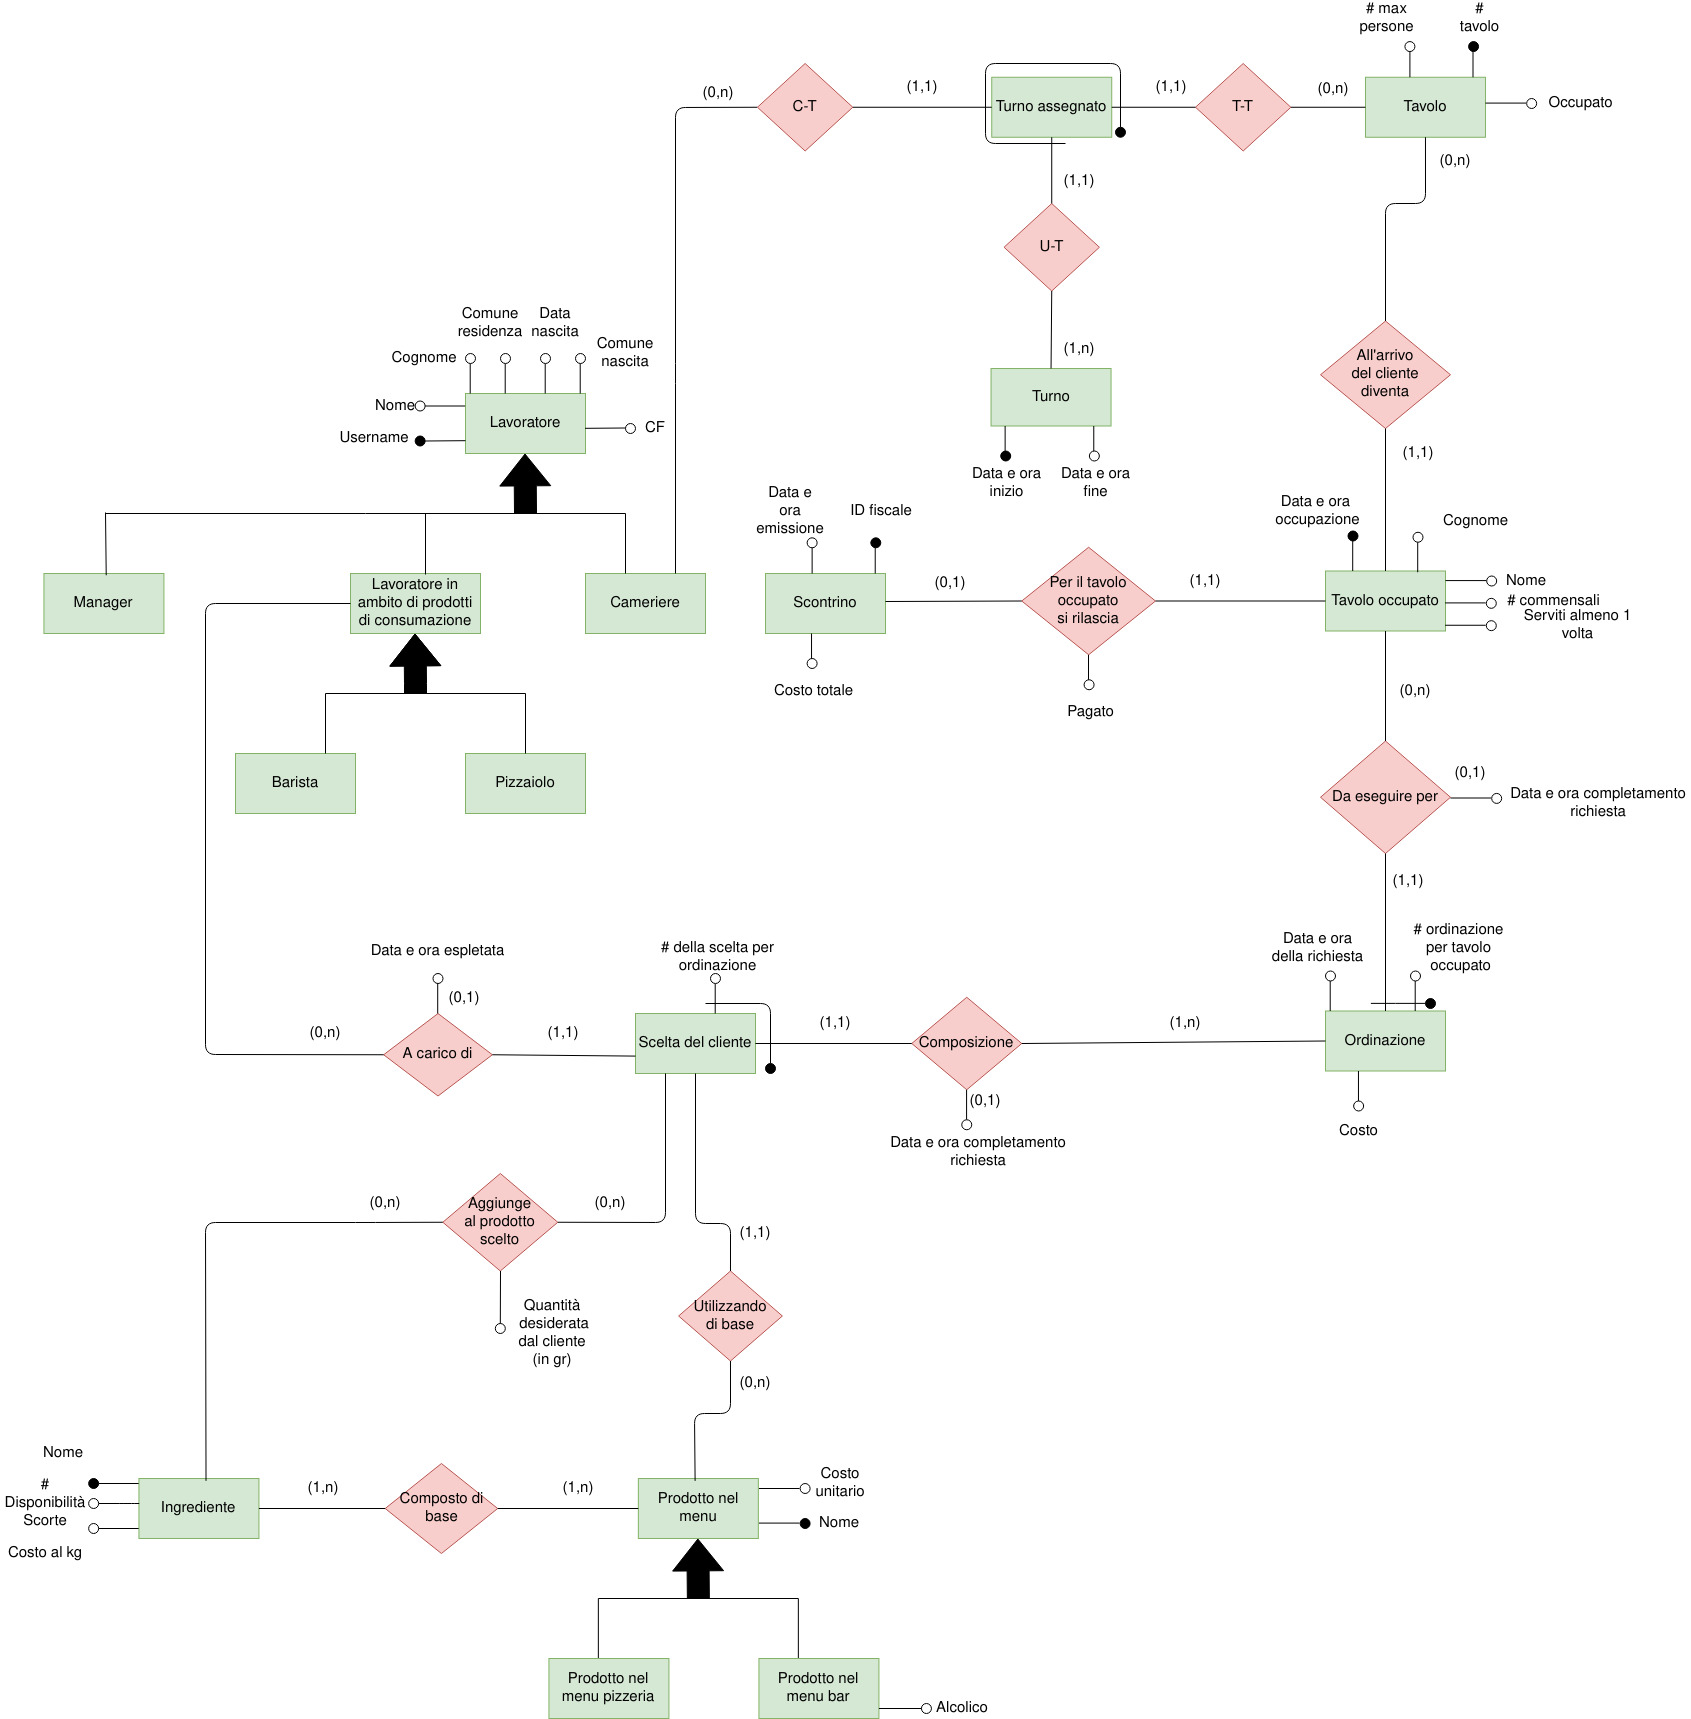 # max
persone
#
tavolo
(0,n)
C-T
(1,1)
Turno assegnato
(1,1)
T-T
(0,n)
Tavolo
Occupato
(0,n)
(1,1)
U-T
(1,n)
Turno
Data e ora
inizio
Data e ora
fine
All'arrivo
del cliente
diventa
(1,1)
Comune
residenza
Data
nascita
Comune
nascita
Cognome
Nome
Username
Lavoratore
CF
Manager
Lavoratore in
ambito di prodotti
di consumazione
Cameriere
Barista
Pizzaiolo
Data e
ora
emissione
ID fiscale
Scontrino
Costo totale
(0,1)
Per il tavolo
occupato
si rilascia
(1,1)
Pagato
Data e ora
occupazione
Cognome
Tavolo occupato
Nome
# commensali
Serviti almeno 1
volta
(0,n)
Da eseguire per
(0,1)
Data e ora completamento
richiesta
(1,1)
Data e ora
della richiesta
# ordinazione
per tavolo
occupato
Ordinazione
Costo
Data e ora espletata
(0,1)
(0,n)
A carico di
(1,1)
# della scelta per
ordinazione
Scelta del cliente
(1,1)
Composizione
(1,n)
(0,1)
Data e ora completamento
richiesta
(0,n)
Aggiunge
al prodotto
scelto
(0,n)
Quantità
desiderata
dal cliente
(in gr)
(1,1)
Utilizzando
di base
(0,n)
Nome
#
Disponibilità
Scorte
Costo al kg
Ingrediente
(1,n)
Composto di
base
(1,n)
Prodotto nel
menu
Costo
unitario
Nome
Prodotto nel
menu pizzeria
Prodotto nel
menu bar
Alcolico